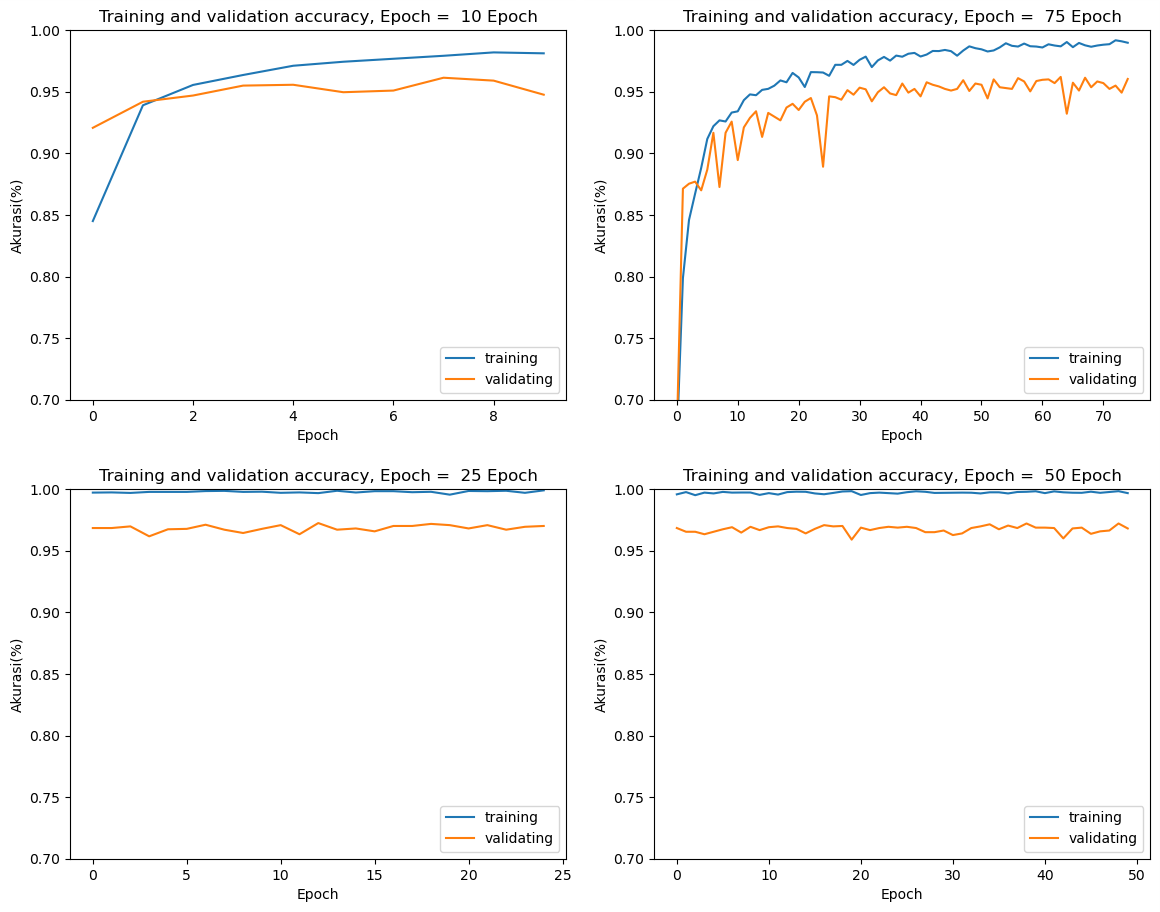 Training and validation accuracy, Epoch =  10 Epoch
1.00
0.95
0.90
0.85
0.80
0.75
0.70
Akurasi(%)
0 2 4 6 8
Epoch
training
validating
Training and validation accuracy, Epoch =  75 Epoch
1.00
0.95
0.90
0.85
0.80
0.75
0.70
Akurasi(%)
0 10 20 30 40 50 60 70
Epoch
training
validating
Training and validation accuracy, Epoch =  25 Epoch
1.00
0.95
0.90
0.85
0.80
0.75
0.70
Akurasi(%)
0 5 10 15 20 25
Epoch
training
validating
Training and validation accuracy, Epoch =  50 Epoch
1.00
0.95
0.90
0.85
0.80
0.75
0.70
Akurasi(%)
0 10 20 30 40 50
Epoch
training
validating